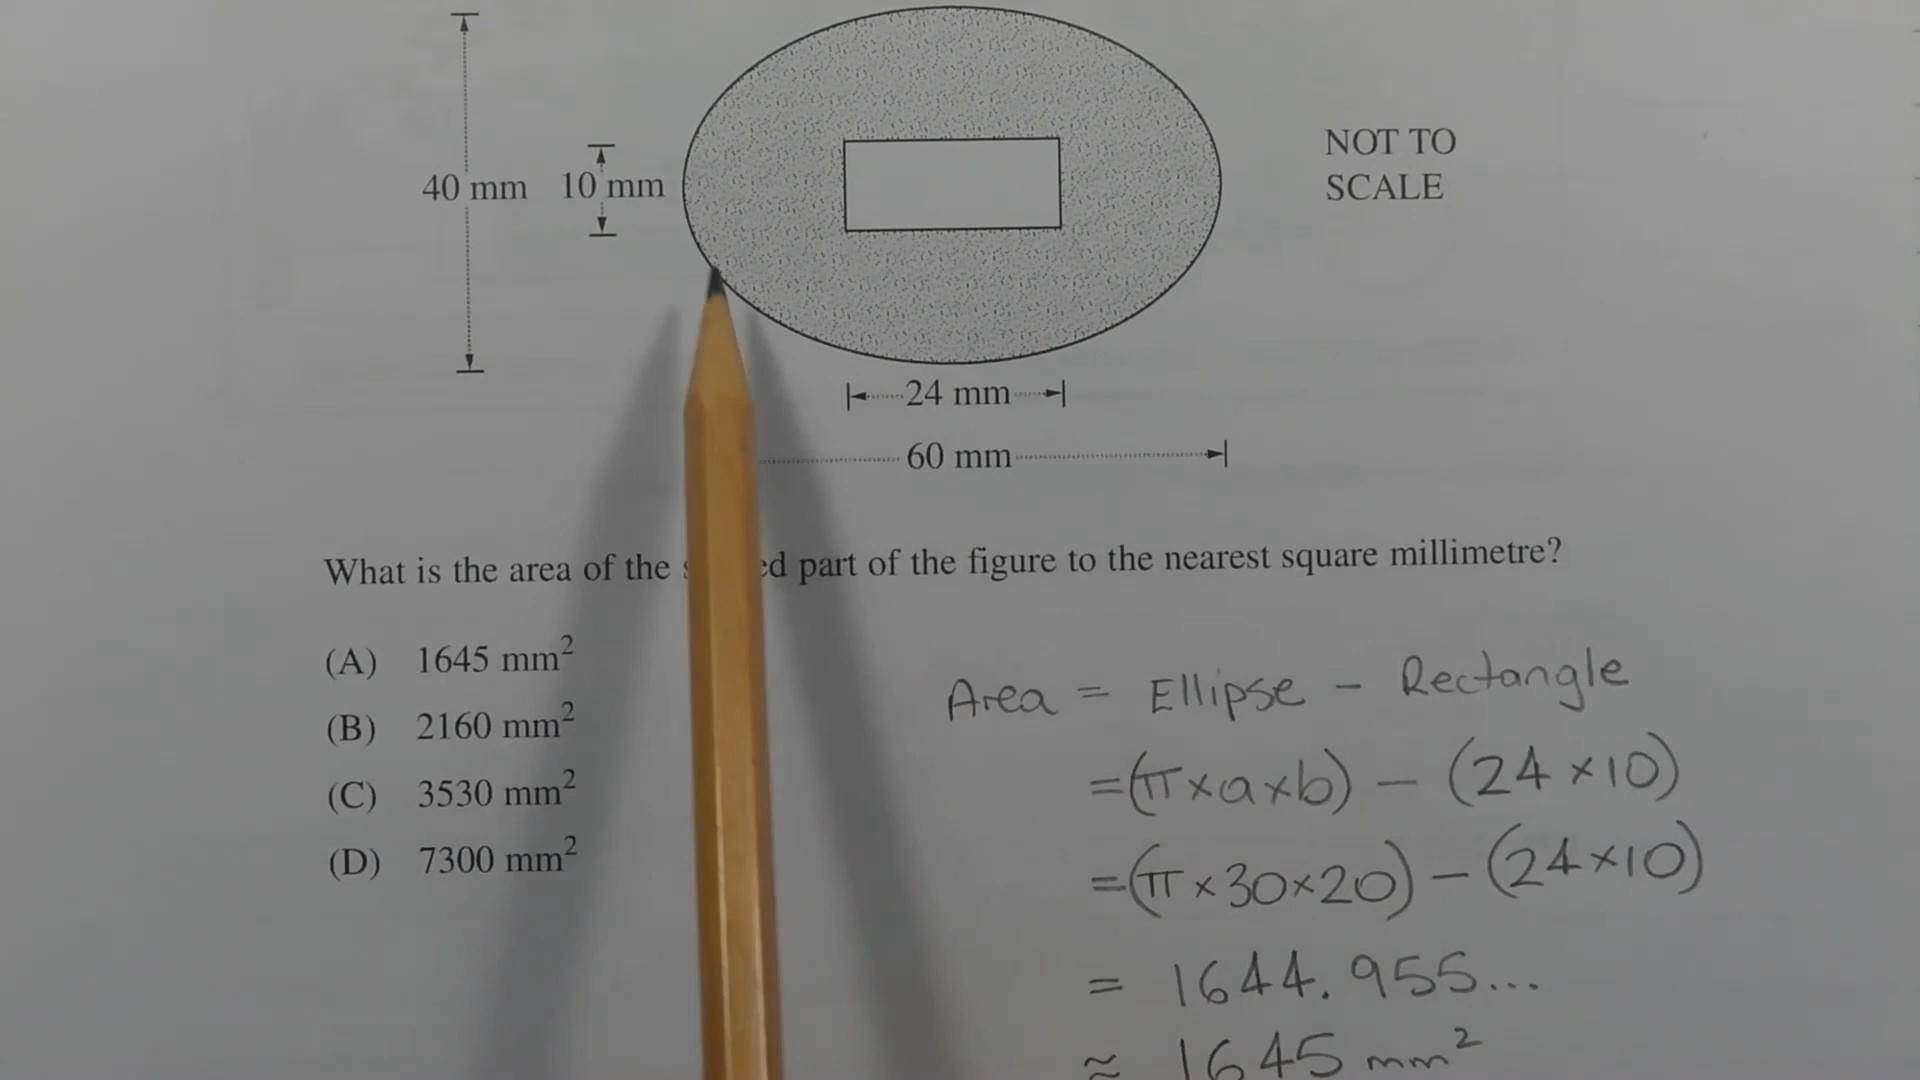 40 mm
10 mm
NOT TO
SCALE
24 mm
60 mm
What is the area of the ed part of the figure to the nearest square millimetre?
(A) 1645 mm²
(B) 2160 mm²
(C) 3530 mm²
(D) 7300 mm²
Area = Ellipse - Rectangle
=(π×a×b) - (24×10)
=(π×30×20) - (24×10)
= 1644.955...
≈ 1645 mm²